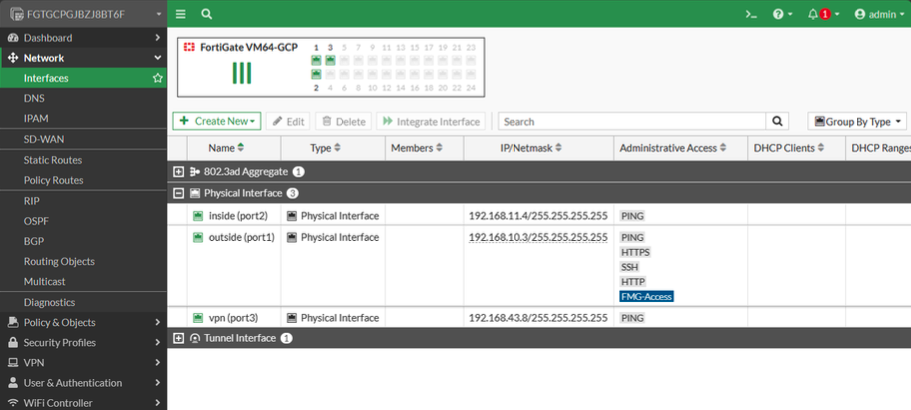 FGTGCPGJBZJ8BT6F
>_ ? 1 admin
Dashboard
Network
Interfaces
DNS
IPAM
SD-WAN
Static Routes
Policy Routes
RIP
OSPF
BGP
Routing Objects
Multicast
Diagnostics
Policy & Objects
Security Profiles
VPN
User & Authentication
WiFi Controller
FortiGate VM64-GCP
1 3 5 7 9 11 13 15 17 19 21 23
2 4 6 8 10 12 14 16 18 20 22 24
+ Create New Edit Delete Integrate Interface Search Group By Type
Name Type Members IP/Netmask Administrative Access DHCP Clients DHCP Ranges
802.3ad Aggregate 1
Physical Interface 3
inside (port2) Physical Interface 192.168.11.4/255.255.255.255 PING
outside (port1) Physical Interface 192.168.10.3/255.255.255.255 PING
HTTPS
SSH
HTTP
FMG-Access
vpn (port3) Physical Interface 192.168.43.8/255.255.255.255 PING
Tunnel Interface 1